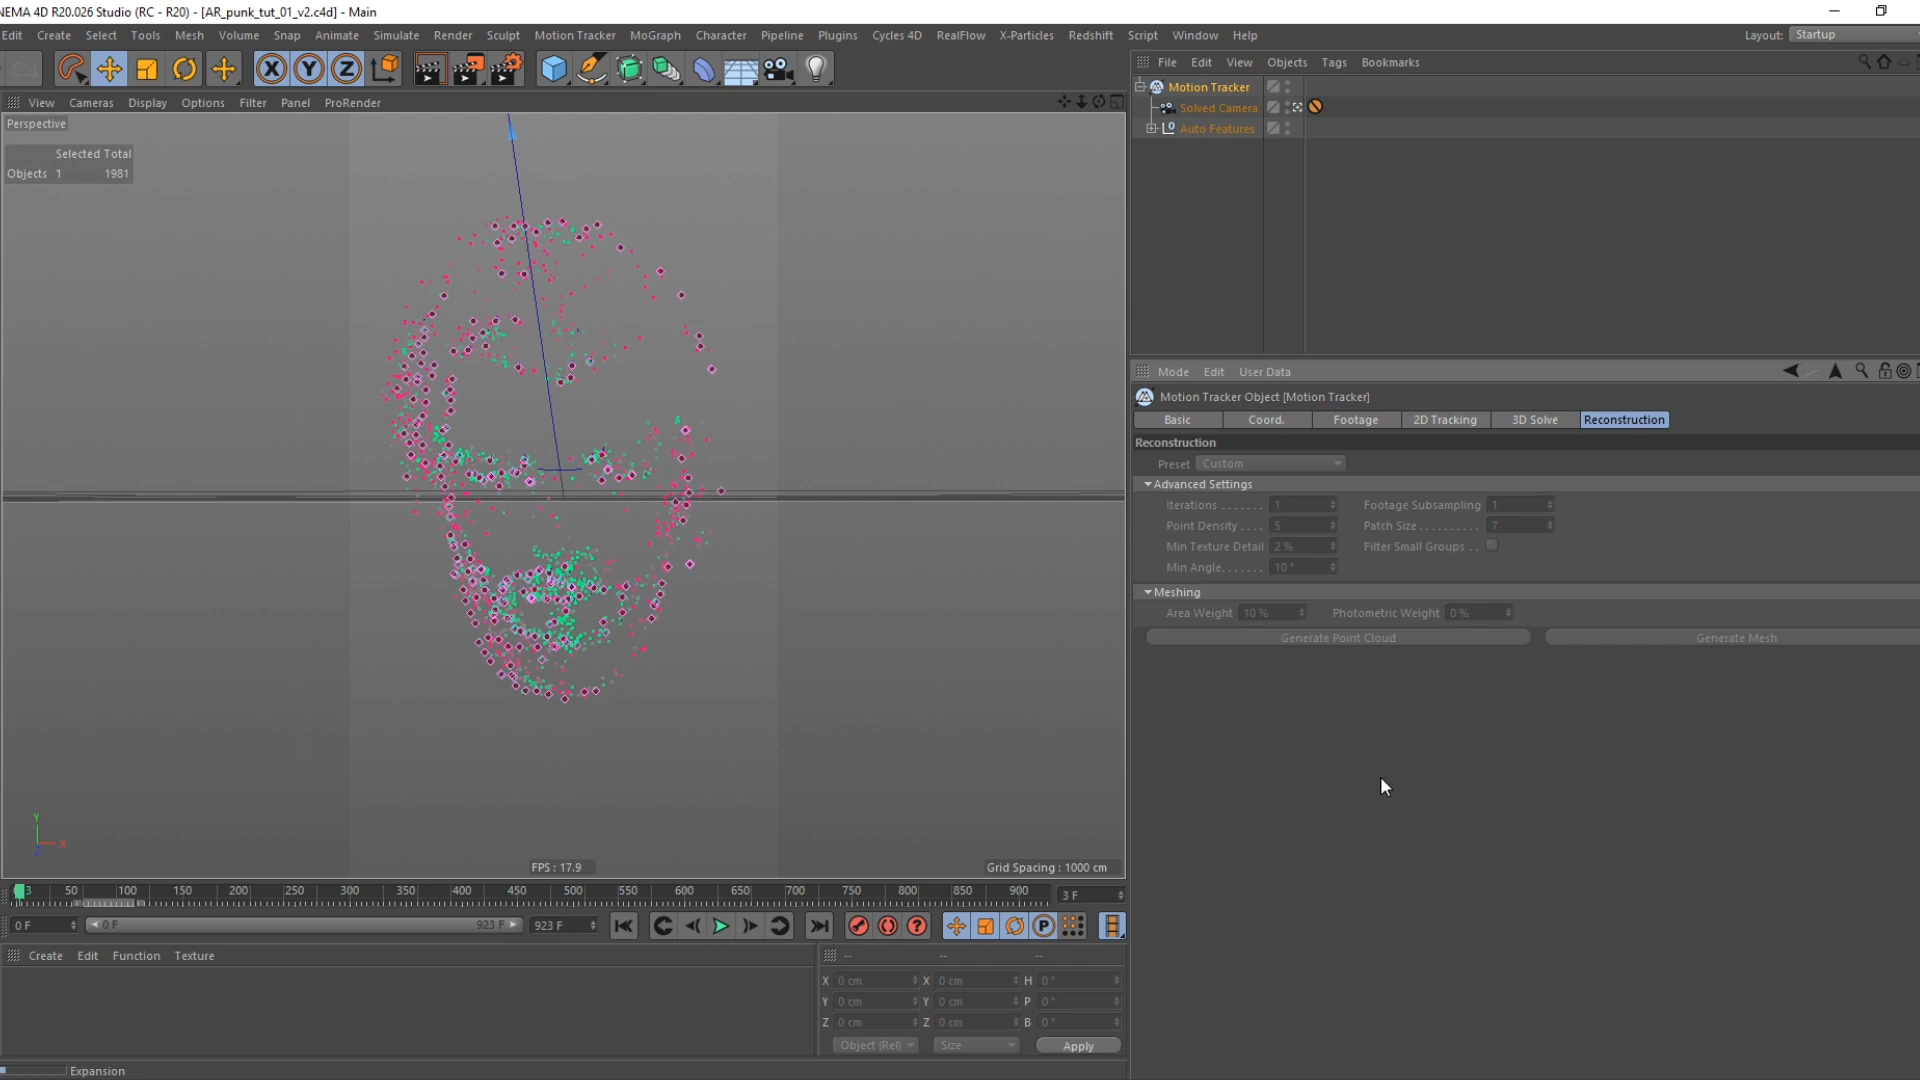 NEMA 4D R20.026 Studio (RC - R20) - [AR_punk_tut_01_v2.c4d] - Main
Edit Create Select Tools Mesh Volume Snap Animate Simulate Render Sculpt Motion Tracker MoGraph Character Pipeline Plugins Cycles 4D RealFlow X-Particles Redshift Script Window Help Layout: Startup
X Y Z
File Edit View Objects Tags Bookmarks
Motion Tracker
Solved Camera
Auto Features
View Cameras Display Options Filter Panel ProRender
Perspective
Selected Total
Objects 1 1981
Y
X
Z
FPS : 17.9
Grid Spacing : 1000 cm
Mode Edit User Data
Motion Tracker Object [Motion Tracker]
Basic Coord. Footage 2D Tracking 3D Solve Reconstruction
Reconstruction
Preset Custom
Advanced Settings
Iterations ....... 1 Footage Subsampling 1
Point Density .... 5 Patch Size.......... 7
Min Texture Detail 2 % Filter Small Groups ..
Min Angle....... 10 °
Meshing
Area Weight 10 % Photometric Weight 0 %
Generate Point Cloud Generate Mesh
3 50 100 150 200 250 300 350 400 450 500 550 600 650 700 750 800 850 900 3 F
0 F 0 F 923 F 923 F
P
Create Edit Function Texture
-- -- --
X 0 cm X 0 cm H 0 °
Y 0 cm Y 0 cm P 0 °
Z 0 cm Z 0 cm B 0 °
Object (Rel) Size Apply
Expansion